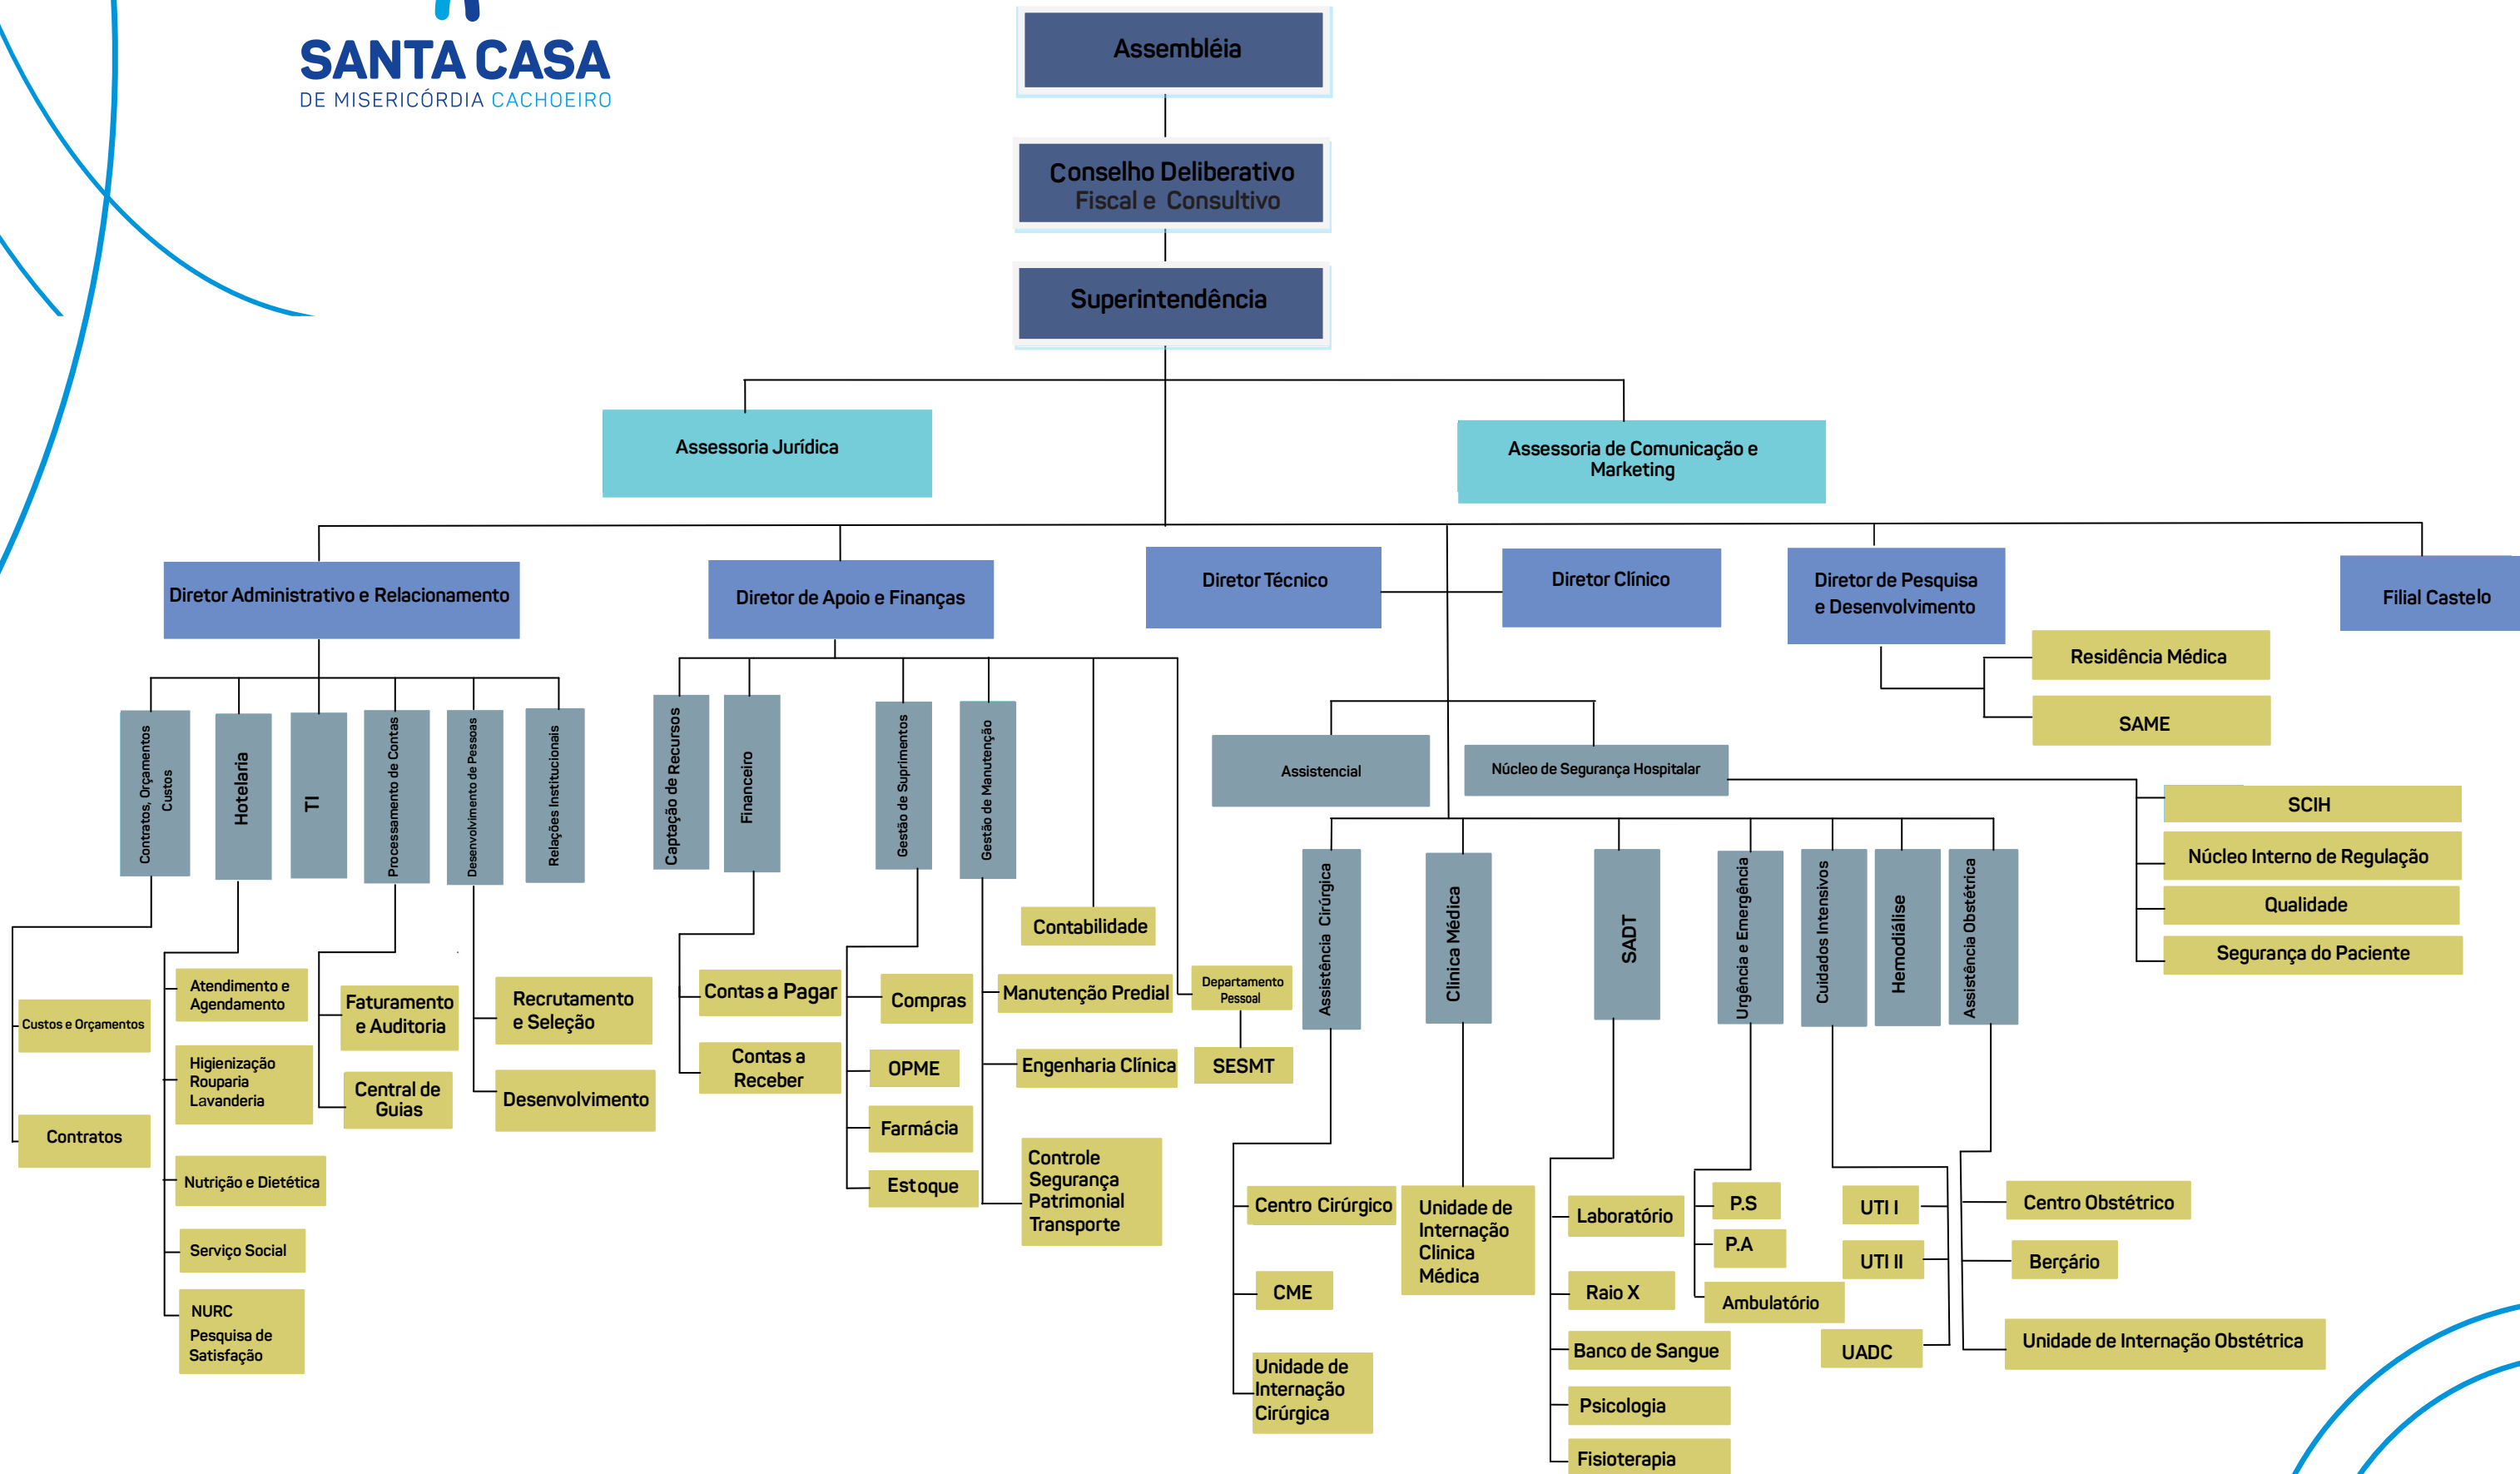 SANTA CASA
DE MISERICÓRDIA CACHOEIRO
Assembléia
Conselho Deliberativo
Fiscal e Consultivo
Superintendência
Assessoria Jurídica
Assessoria de Comunicação e
Marketing
Diretor Administrativo e Relacionamento
Diretor de Apoio e Finanças
Diretor Técnico
Diretor Clínico
Diretor de Pesquisa
e Desenvolvimento
Filial Castelo
Residência Médica
SAME
Contratos, Orçamentos
Custos
Hotelaria
TI
Processamento de Contas
Desenvolvimento de Pessoas
Relações Institucionais
Captação de Recursos
Financeiro
Gestão de Suprimentos
Gestão de Manutenção
Assistencial
Núcleo de Segurança Hospitalar
SCIH
Núcleo Interno de Regulação
Qualidade
Segurança do Paciente
Assistência Cirúrgica
Clinica Médica
SADT
Urgência e Emergência
Cuidados Intensivos
Hemodiálise
Assistência Obstétrica
Custos e Orçamentos
Contratos
Atendimento e
Agendamento
Higienização
Rouparia
Lavanderia
Nutrição e Dietética
Serviço Social
NURC
Pesquisa de
Satisfação
Faturamento
e Auditoria
Central de
Guias
Recrutamento
e Seleção
Desenvolvimento
Contas a Pagar
Contas a
Receber
Compras
OPME
Farmácia
Estoque
Contabilidade
Manutenção Predial
Engenharia Clínica
Controle
Segurança
Patrimonial
Transporte
Departamento
Pessoal
SESMT
Centro Cirúrgico
CME
Unidade de
Internação
Cirúrgica
Unidade de
Internação
Clinica
Médica
Laboratório
Raio X
Banco de Sangue
Psicologia
Fisioterapia
P.S
P.A
Ambulatório
UTI I
UTI II
UADC
Centro Obstétrico
Berçário
Unidade de Internação Obstétrica